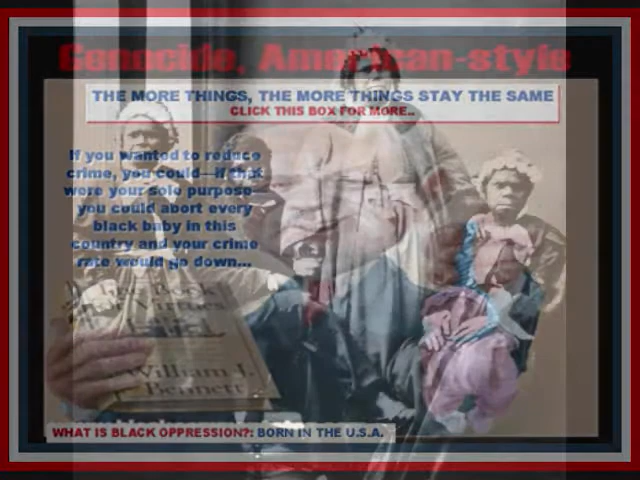 Genocide, American-style
THE MORE THINGS, THE MORE THINGS STAY THE SAME
CLICK THIS BOX FOR MORE..
If you wanted to reduce
crime, you could—if that
were your sole purpose—
you could abort every
black baby in this
country and your crime
rate would go down...
Virtues
William J.
Bennett
WHAT IS BLACK OPPRESSION?: BORN IN THE U.S.A.